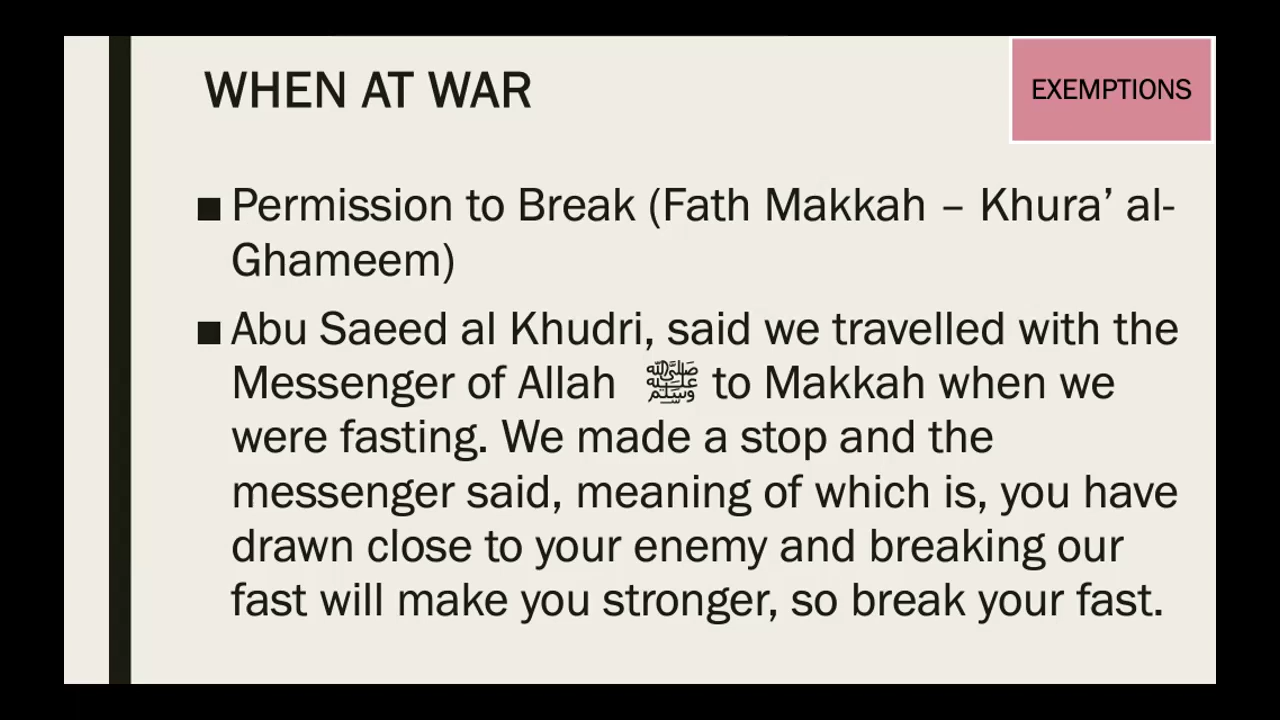 WHEN AT WAR
EXEMPTIONS
■ Permission to Break (Fath Makkah – Khura’ al-
Ghameem)
■ Abu Saeed al Khudri, said we travelled with the
Messenger of Allah ﷺ to Makkah when we
were fasting. We made a stop and the
messenger said, meaning of which is, you have
drawn close to your enemy and breaking our
fast will make you stronger, so break your fast.